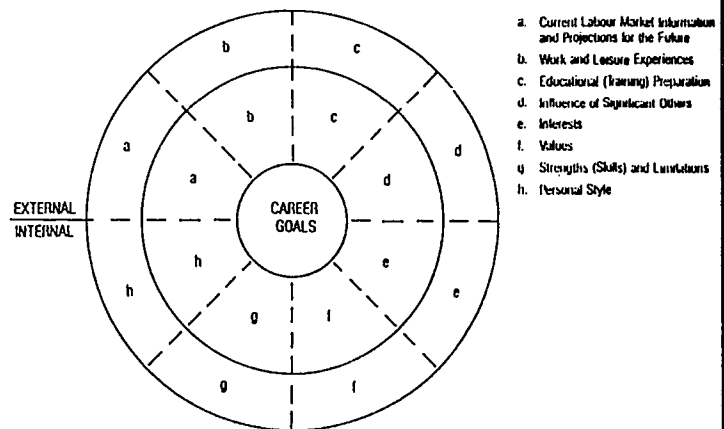 b
c
b
c
a
d
a
d
EXTERNAL
INTERNAL
CAREER
GOALS
h
e
h
e
g
f
g
f
a. Current Labour Market Information
and Projections for the Future
b. Work and Leisure Experiences
c. Educational (Training) Preparation
d. Influence of Significant Others
e. Interests
f. Values
g Strengths (Skills) and Limitations
h. Personal Style